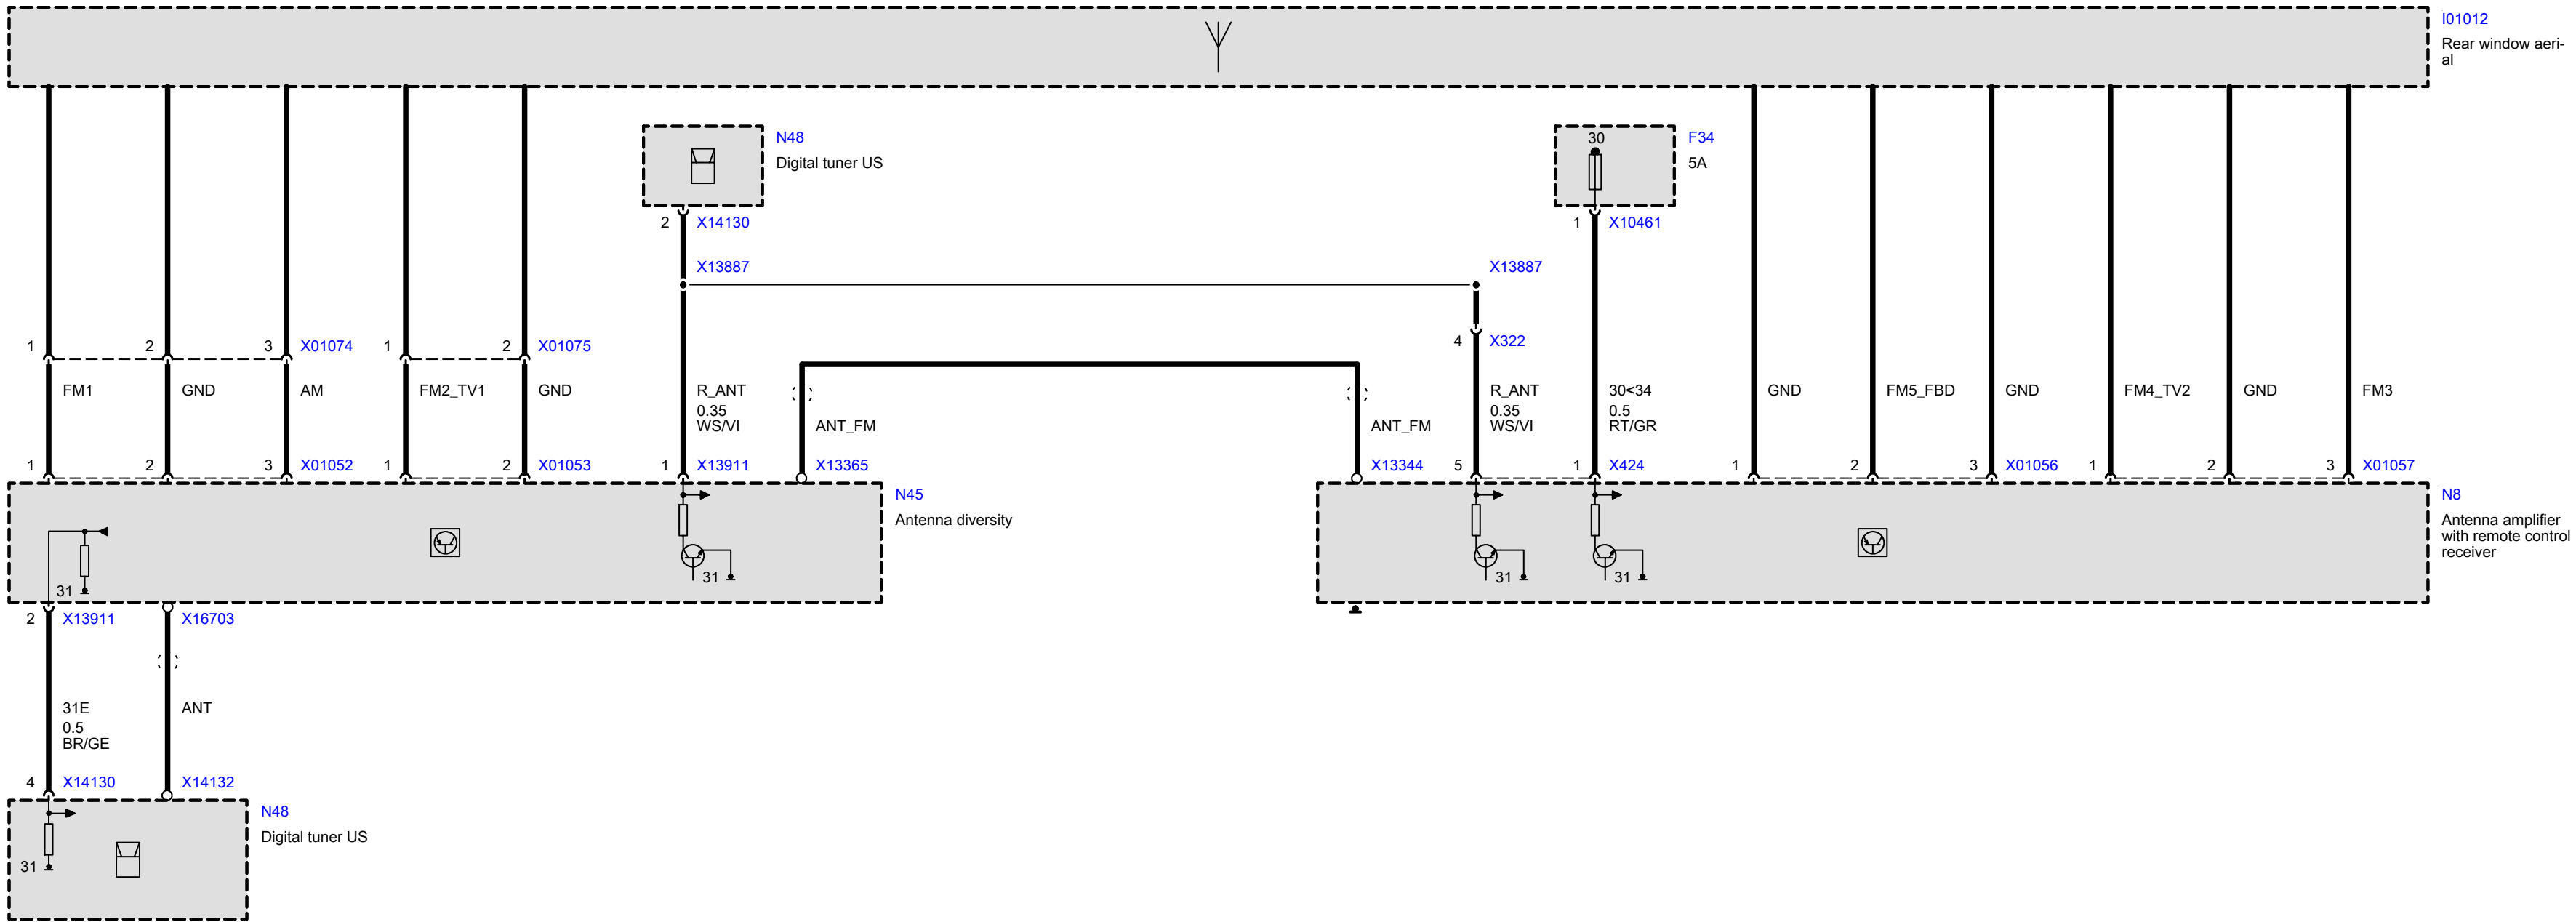 I01012
Rear window aeri-
al
N48
Digital tuner US
30
F34
5A
2 X14130
1 X10461
X13887
X13887
4 X322
1 2 3 X01074
1 2 X01075
FM1
GND
AM
FM2_TV1
GND
R_ANT
0.35
WS/VI
ANT_FM
ANT_FM
R_ANT
0.35
WS/VI
30<34
0.5
RT/GR
GND
FM5_FBD
GND
FM4_TV2
GND
FM3
1 2 3 X01052
1 2 X01053
1 X13911
X13365
X13344
5
1 X424
1 2 3 X01056
1 2 3 X01057
N45
Antenna diversity
31
31
31
31
N8
Antenna amplifier
with remote control
receiver
2 X13911
X16703
31E
0.5
BR/GE
ANT
4 X14130
X14132
N48
Digital tuner US
31